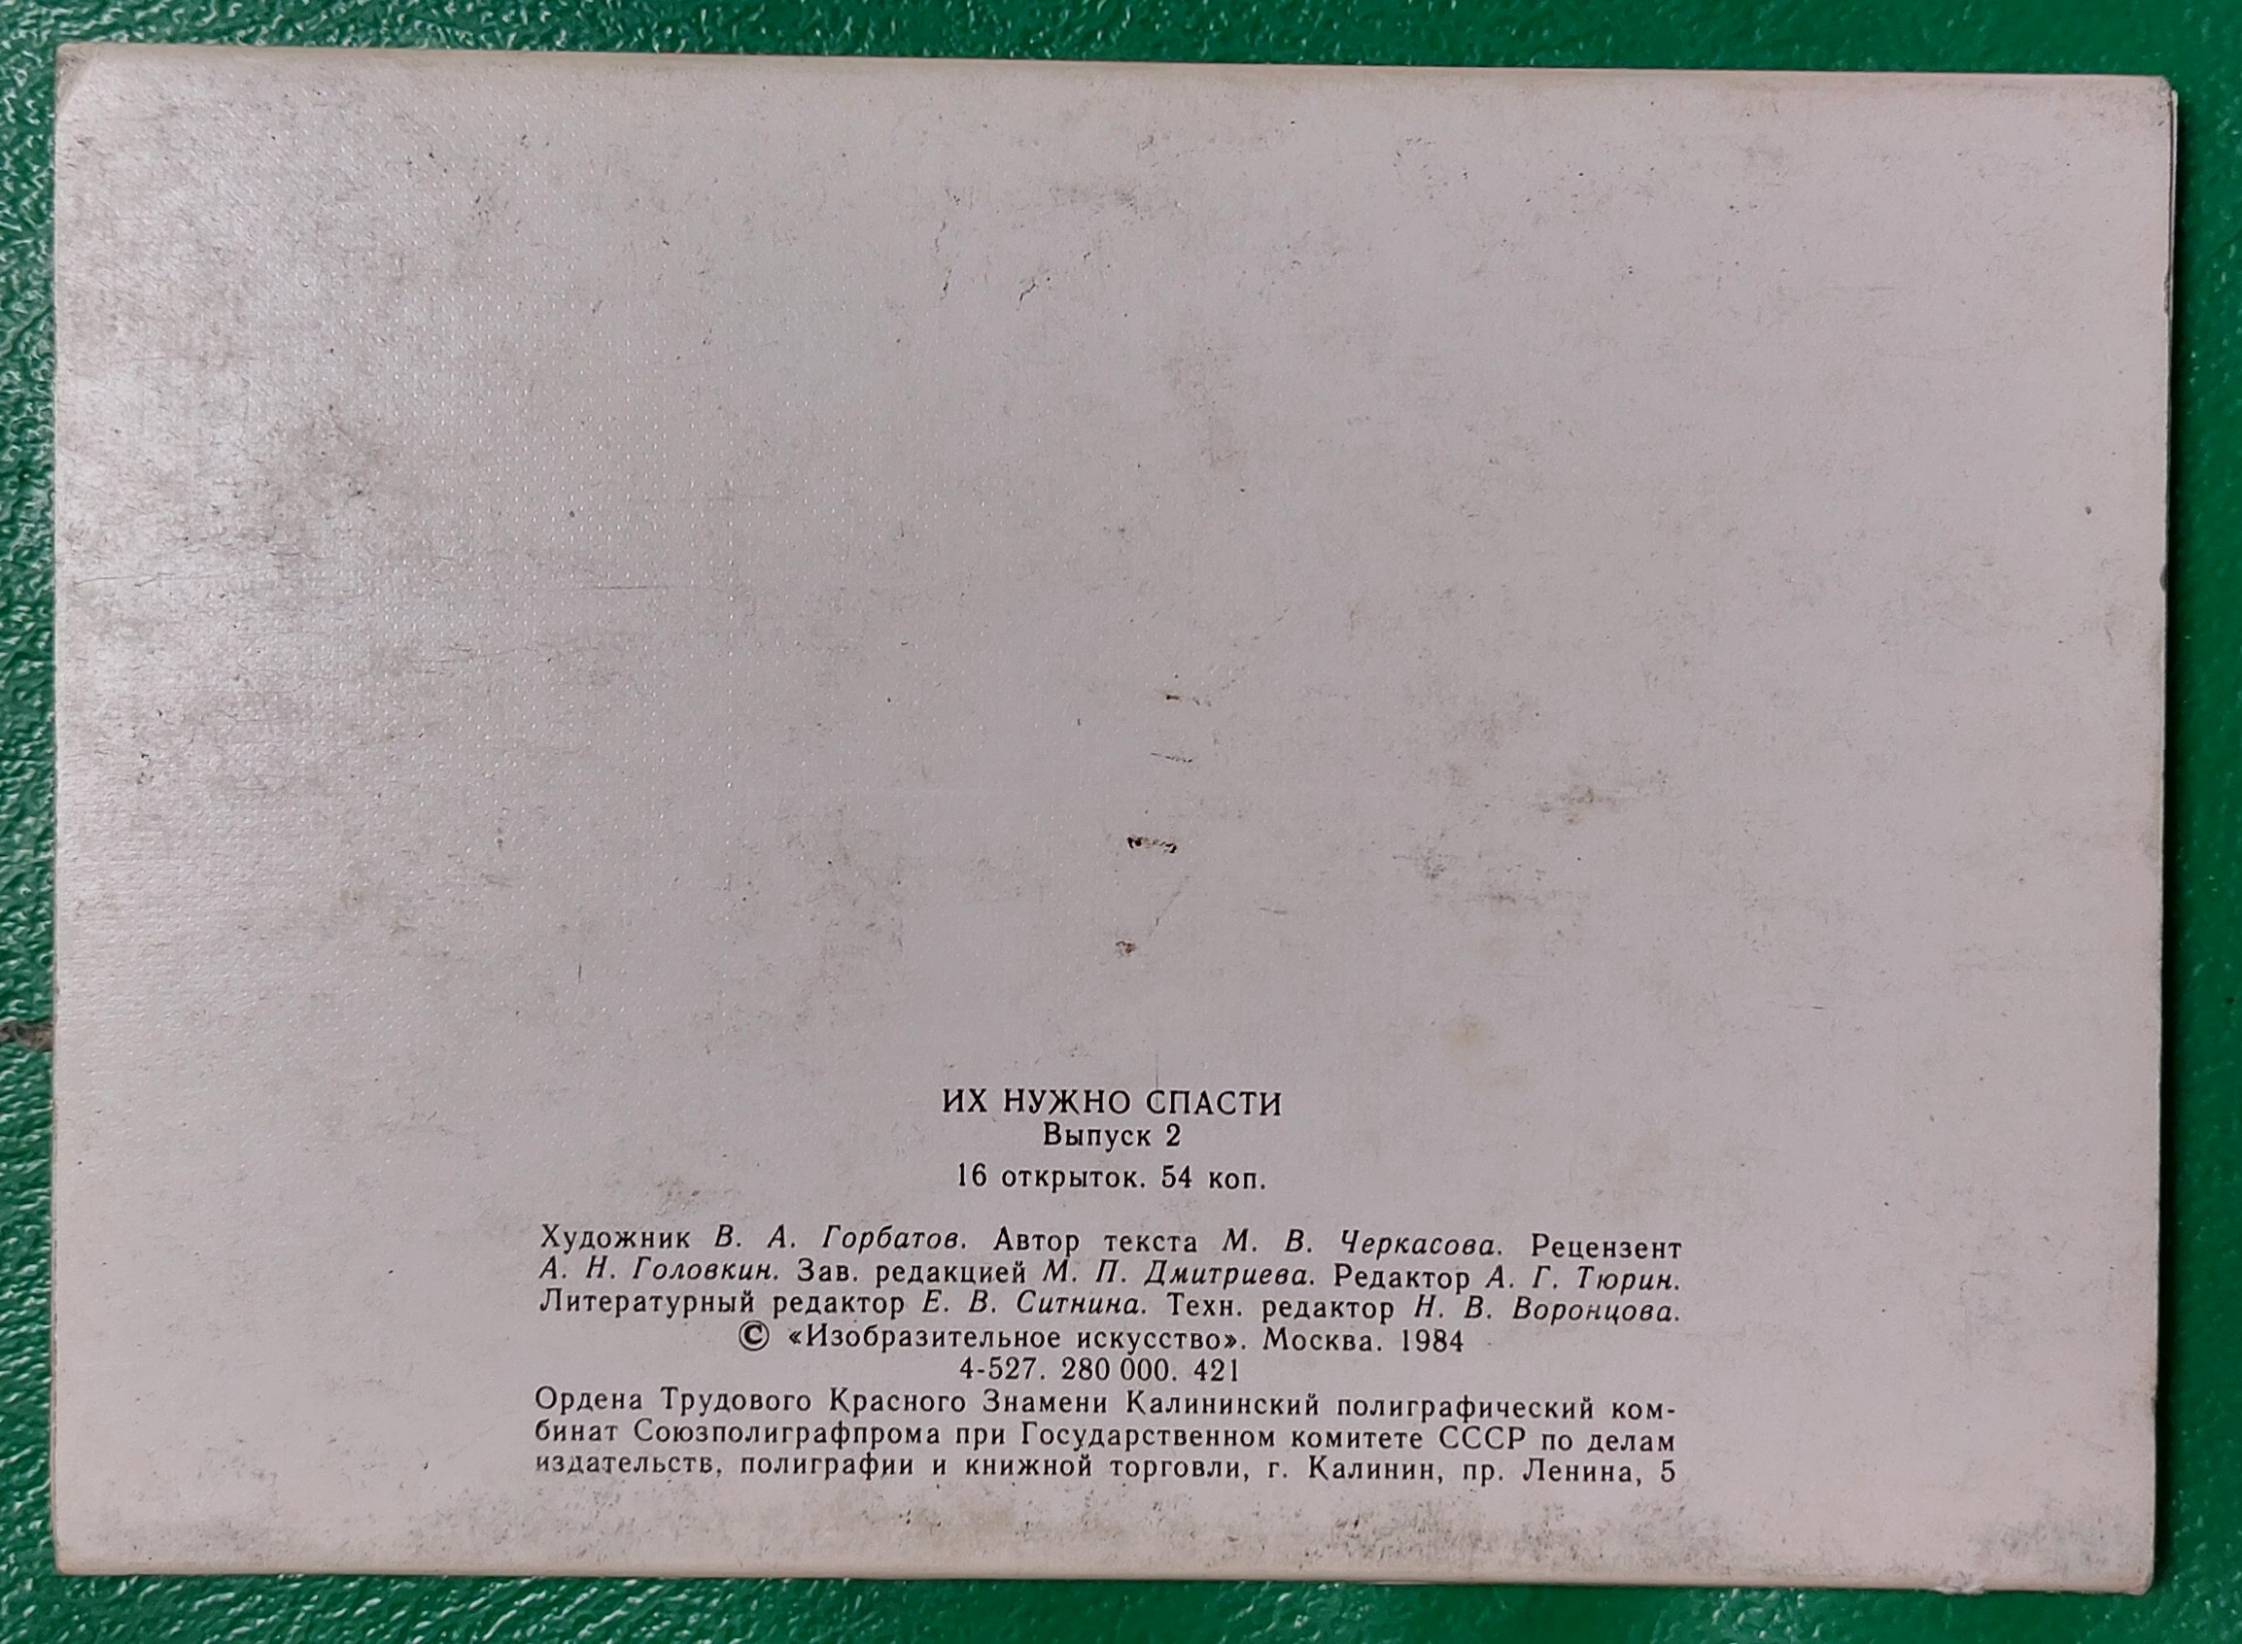 ИХ НУЖНО СПАСТИ
Выпуск 2
16 открыток. 54 коп.
Художник В. А. Горбатов. Автор текста М. В. Черкасова. Рецензент
А. Н. Головкин. Зав. редакцией М. П. Дмитриева. Редактор А. Г. Тюрин.
Литературный редактор Е. В. Ситнина. Техн. редактор Н. В. Воронцова.
© «Изобразительное искусство». Москва. 1984
4-527. 280 000. 421
Ордена Трудового Красного Знамени Калининский полиграфический ком-
бинат Союзполиграфпрома при Государственном комитете СССР по делам
издательств, полиграфии и книжной торговли, г. Калинин, пр. Ленина, 5